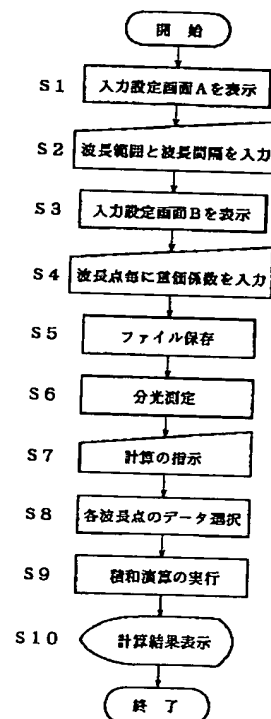 開始
S1 入力設定画面Aを表示
S2 波長範囲と波長間隔を入力
S3 入力設定画面Bを表示
S4 波長点毎に重価係数を入力
S5 ファイル保存
S6 分光測定
S7 計算の指示
S8 各波長点のデータ選択
S9 積和演算の実行
S10 計算結果表示
終了